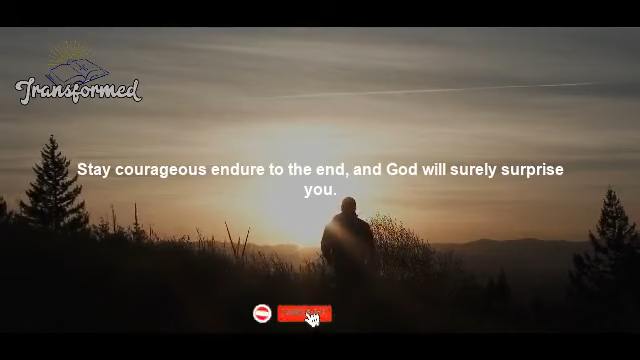 Transformed
Stay courageous endure to the end, and God will surely surprise
you.